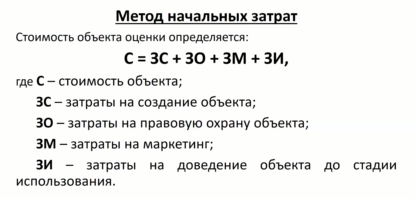 Метод начальных затрат
Стоимость объекта оценки определяется:
С = ЗС + ЗО + ЗМ + ЗИ,
где С – стоимость объекта;
ЗС – затраты на создание объекта;
ЗО – затраты на правовую охрану объекта;
ЗМ – затраты на маркетинг;
ЗИ – затраты на доведение объекта до стадии
использования.